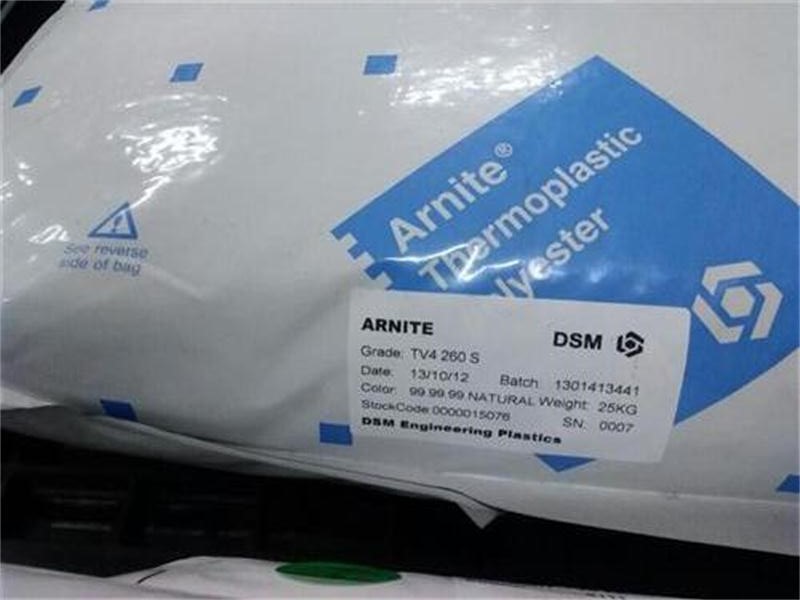 Arnite®
Thermoplastic
lyester
See reverse
side of bag
ARNITE
DSM
Grade: TV4 260 S
Date: 13/10/12 Batch: 1301413441
Color: 99.99.99 NATURAL Weight: 25KG
StockCode:0000015076 SN: 0007
DSM Engineering Plastics